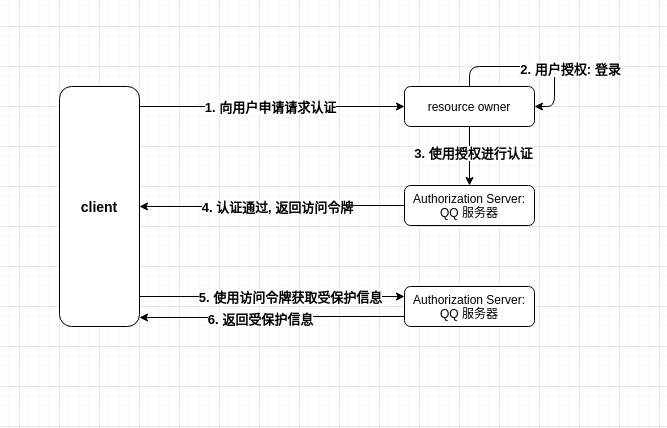 2. 用户授权: 登录
1. 向用户申请请求认证
resource owner
3. 使用授权进行认证
client
4. 认证通过, 返回访问令牌
Authorization Server:
QQ 服务器
5. 使用访问令牌获取受保护信息
Authorization Server:
QQ 服务器
6. 返回受保护信息